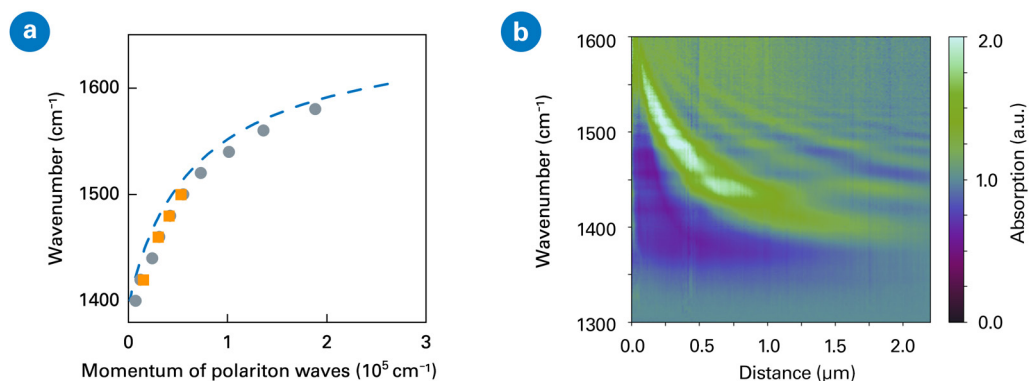 a
Wavenumber (cm⁻¹)
1600
1500
1400
0 1 2 3
Momentum of polariton waves (10⁵ cm⁻¹)
b
Wavenumber (cm⁻¹)
1600
1500
1400
1300
0.0 0.5 1.0 1.5 2.0
Distance (µm)
2.0
1.0
0.0
Absorption (a.u.)